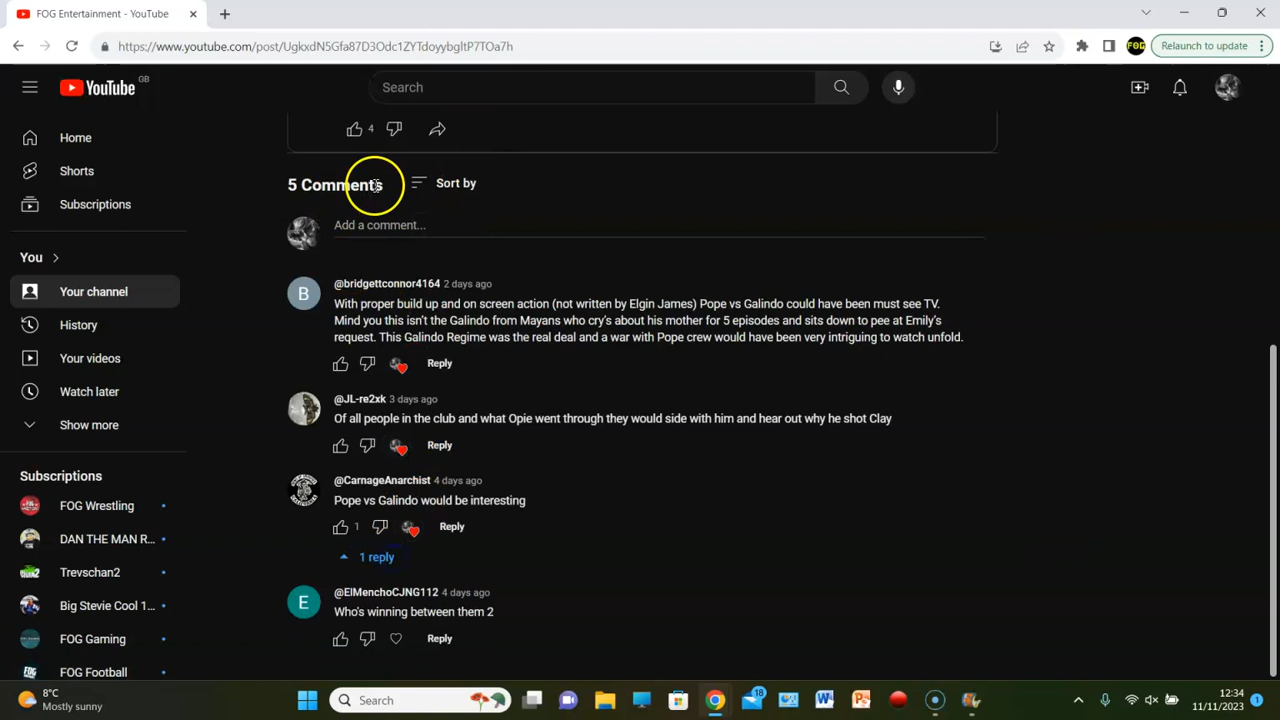 FOG Entertainment - YouTube
https://www.youtube.com/post/UgkxdN5Gfa87D3Odc1ZYTdoyybgltP7TOa7h
FOG
Relaunch to update
YouTube GB
Search
Home
Shorts
Subscriptions
You
Your channel
History
Your videos
Watch later
Show more
Subscriptions
FOG Wrestling
DAN THE MAN R...
Trevschan2
Big Stevie Cool 1...
FOG Gaming
FOG Football
4
5 Comments
Sort by
Add a comment...
B
@bridgettconnor4164 2 days ago
With proper build up and on screen action (not written by Elgin James) Pope vs Galindo could have been must see TV.
Mind you this isn't the Galindo from Mayans who cry's about his mother for 5 episodes and sits down to pee at Emily's
request. This Galindo Regime was the real deal and a war with Pope crew would have been very intriguing to watch unfold.
Reply
@JL-re2xk 3 days ago
Of all people in the club and what Opie went through they would side with him and hear out why he shot Clay
Reply
@CarnageAnarchist 4 days ago
Pope vs Galindo would be interesting
1 Reply
1 reply
E
@ElMenchoCJNG112 4 days ago
Who's winning between them 2
Reply
8°C
Mostly sunny
Search
18
12:34
11/11/2023
1